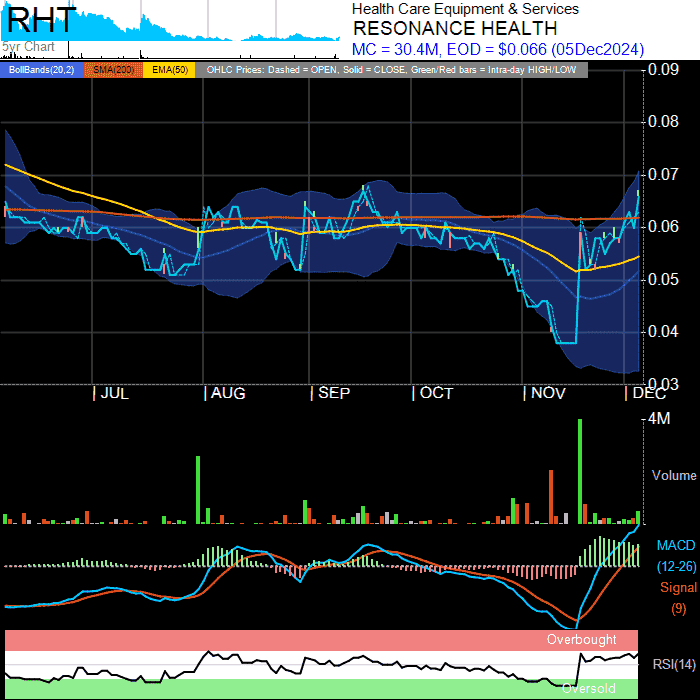 RHT
5yr Chart
Health Care Equipment & Services
RESONANCE HEALTH
MC = 30.4M, EOD = $0.066 (05Dec2024)
BollBands(20,2) SMA(200) EMA(50) OHLC Prices: Dashed = OPEN, Solid = CLOSE, Green/Red bars = Intra-day HIGH/LOW
0.09
0.08
0.07
0.06
0.05
0.04
0.03
JUL AUG SEP OCT NOV DEC
4M
Volume
MACD
(12-26)
Signal
(9)
Overbought
RSI(14)
Oversold